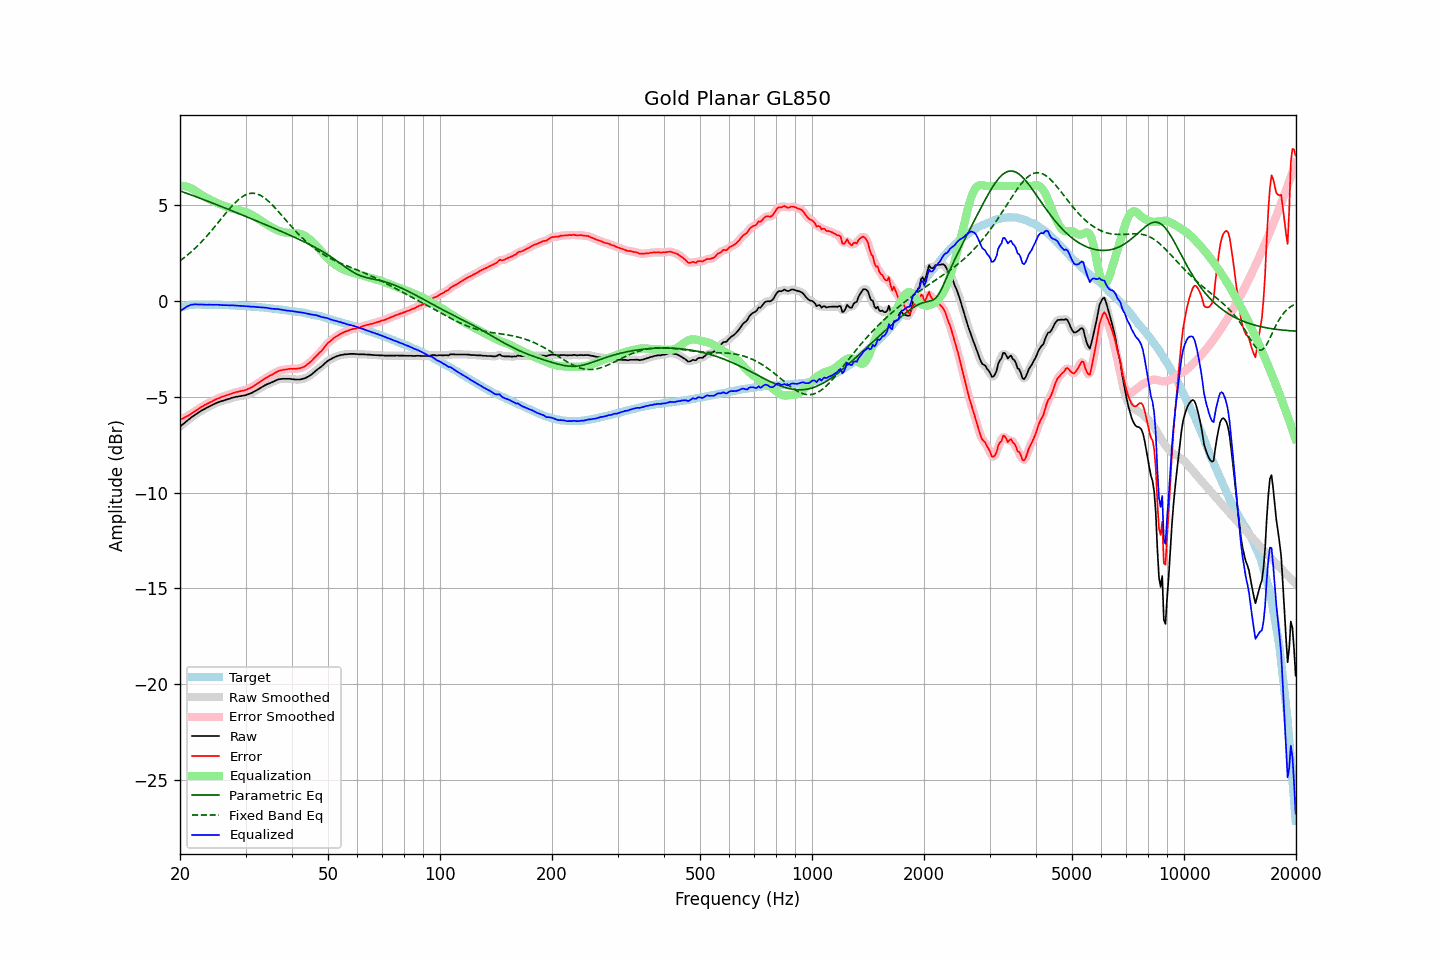 Gold Planar GL850
Amplitude (dBr)
5
0
−5
−10
−15
−20
−25
Target
Raw Smoothed
Error Smoothed
Raw
Error
Equalization
Parametric Eq
Fixed Band Eq
Equalized
20
50
100
200
500
1000
2000
5000
10000
20000
Frequency (Hz)